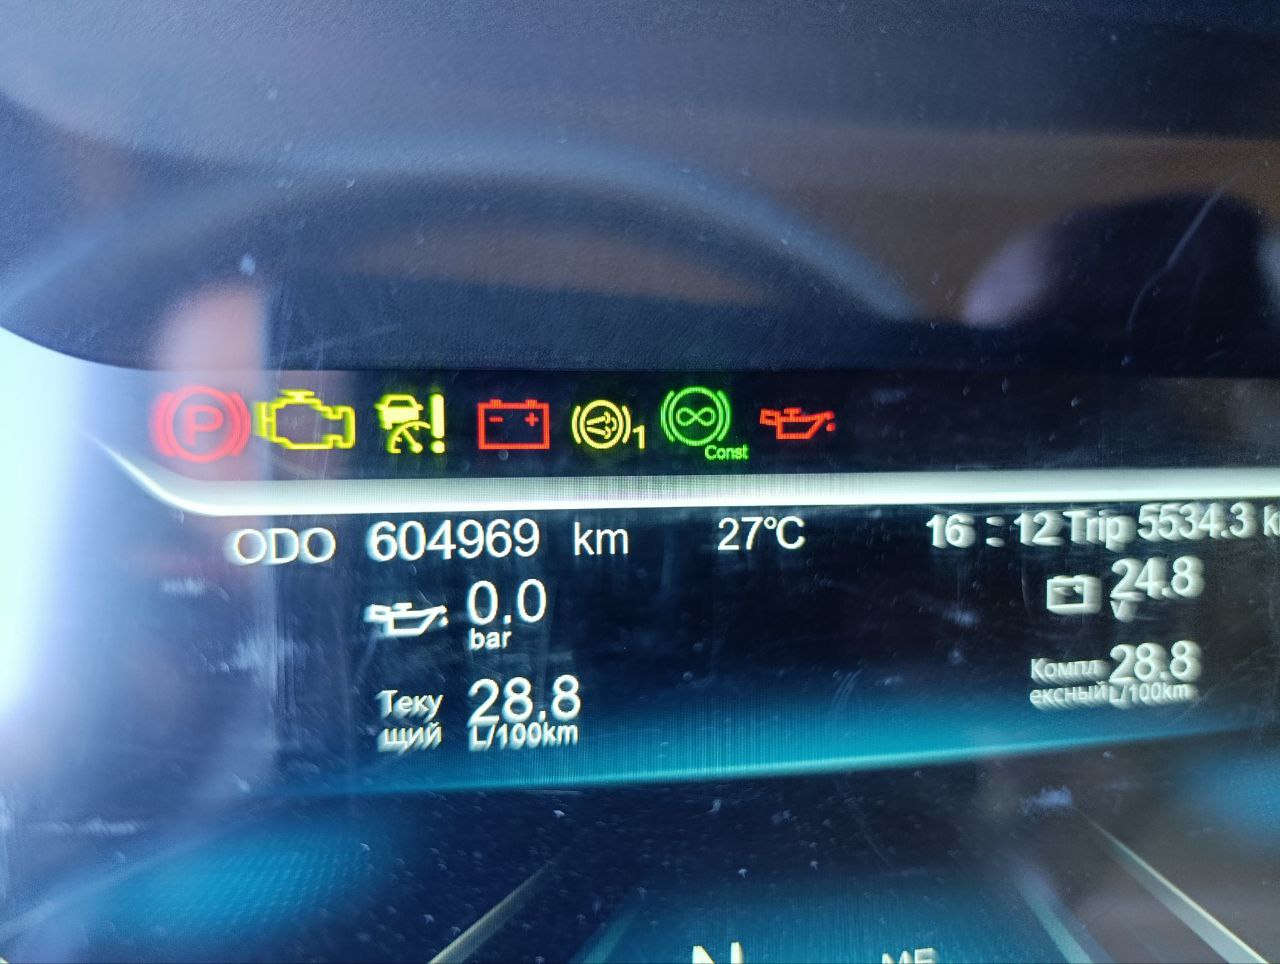 P
1
Const
ODO 604969 km 27°C 16 : 12 Trip 5534.3 k
0.0
bar
24.8
V
Теку
щий
28.8
L/100km
Компл
ексный
28.8
L/100km
N